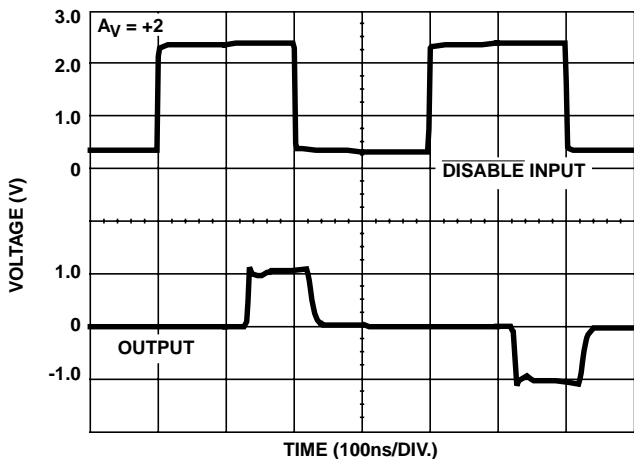 3.0
A_V = +2
2.0
1.0
0
DISABLE INPUT
VOLTAGE (V)
1.0
0
OUTPUT
-1.0
TIME (100ns/DIV.)